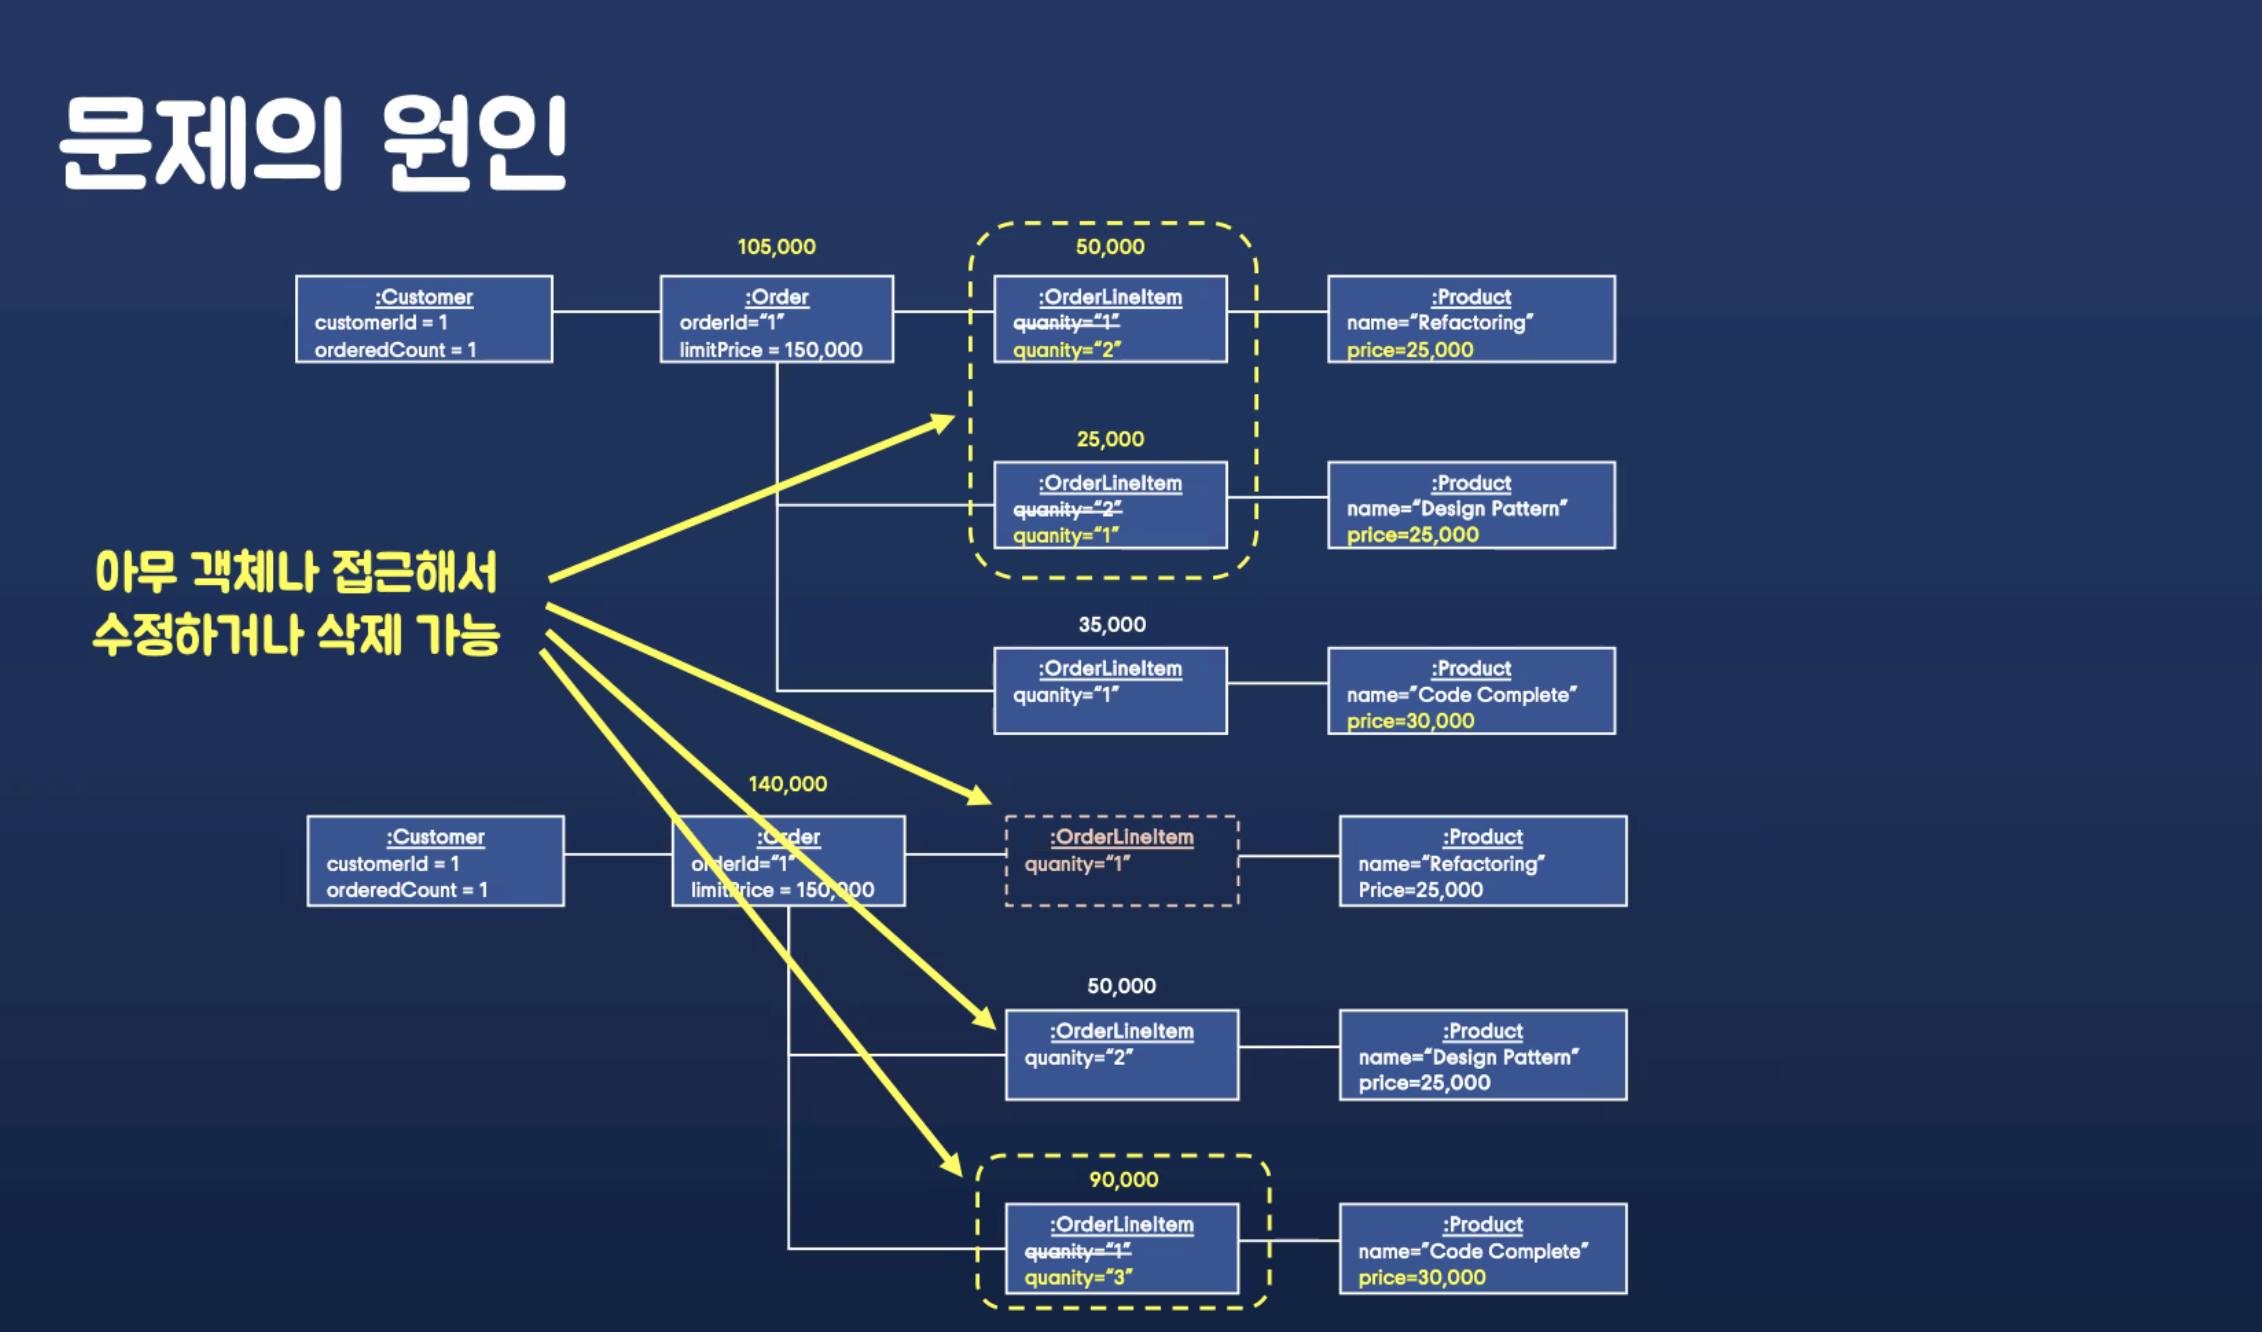 문제의 원인
105,000
50,000
:Customer
customerId = 1
orderedCount = 1
:Order
orderId=“1”
limitPrice = 150,000
:OrderLineItem
quanity=“1”
quanity=“2”
:Product
name=“Refactoring”
price=25,000
25,000
:OrderLineItem
quanity=“2”
quanity=“1”
:Product
name=“Design Pattern”
price=25,000
아무 객체나 접근해서
수정하거나 삭제 가능
35,000
:OrderLineItem
quanity=“1”
:Product
name=“Code Complete”
price=30,000
140,000
:Customer
customerId = 1
orderedCount = 1
:Order
orderId=“1”
limitPrice = 150,000
:OrderLineItem
quanity=“1”
:Product
name=“Refactoring”
Price=25,000
50,000
:OrderLineItem
quanity=“2”
:Product
name=“Design Pattern”
price=25,000
90,000
:OrderLineItem
quanity=“1”
quanity=“3”
:Product
name=“Code Complete”
price=30,000